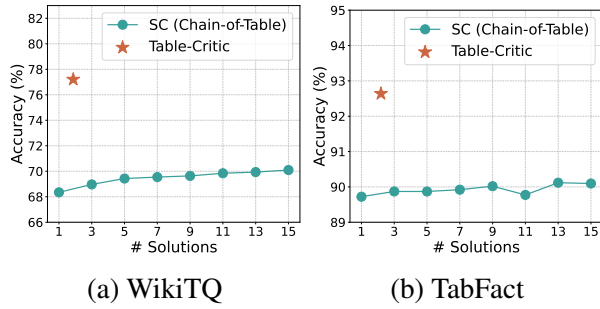 82
80
78
76
74
72
70
68
66
Accuracy (%)
SC (Chain-of-Table)
Table-Critic
1 3 5 7 9 11 13 15
# Solutions
(a) WikiTQ
95
94
93
92
91
90
89
Accuracy (%)
SC (Chain-of-Table)
Table-Critic
1 3 5 7 9 11 13 15
# Solutions
(b) TabFact